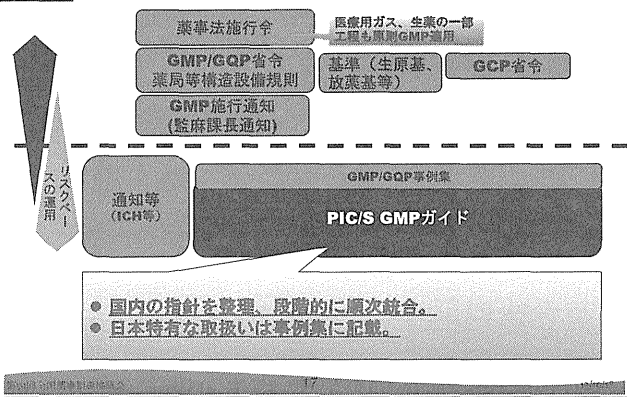 薬事法施行令
医療用ガス、生薬の一部
工程も原則GMP適用
GMP/GQP省令
薬局等構造設備規則
基準（生原基、
放薬基等）
GCP省令
GMP施行通知
(監麻課長通知)
リスクベー
スの運用
通知等
（ICH等）
GMP/GQP事例集
PIC/S GMPガイド
● 国内の指針を整理、段階的に順次統合。
● 日本特有な取扱いは事例集に記載。
17